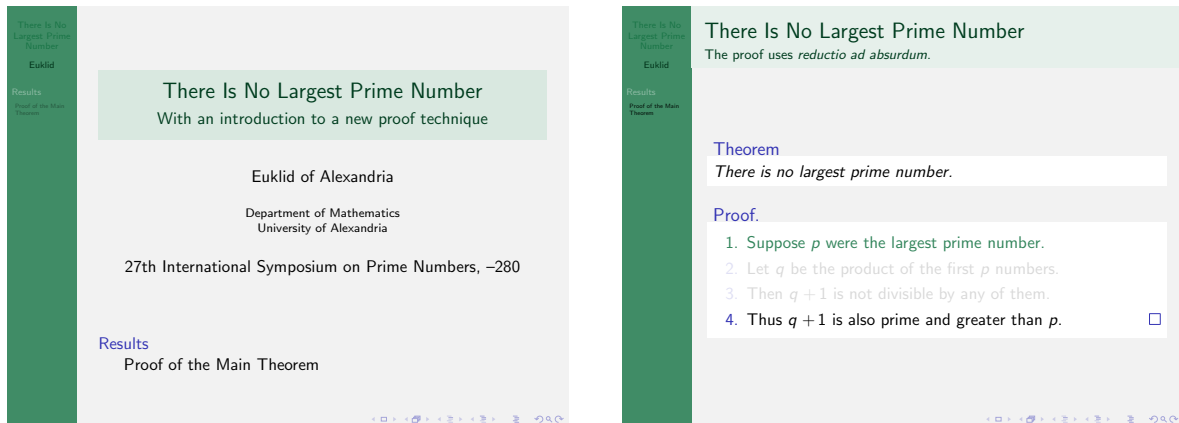 There Is No
Largest Prime
Number
Euklid
Results
Proof of the Main
Theorem
There Is No Largest Prime Number
With an introduction to a new proof technique
Euklid of Alexandria
Department of Mathematics
University of Alexandria
27th International Symposium on Prime Numbers, –280
Results
Proof of the Main Theorem
There Is No
Largest Prime
Number
Euklid
Results
Proof of the Main
Theorem
There Is No Largest Prime Number
The proof uses reductio ad absurdum.
Theorem
There is no largest prime number.
Proof.
1. Suppose p were the largest prime number.
2. Let q be the product of the first p numbers.
3. Then q + 1 is not divisible by any of them.
4. Thus q + 1 is also prime and greater than p. □